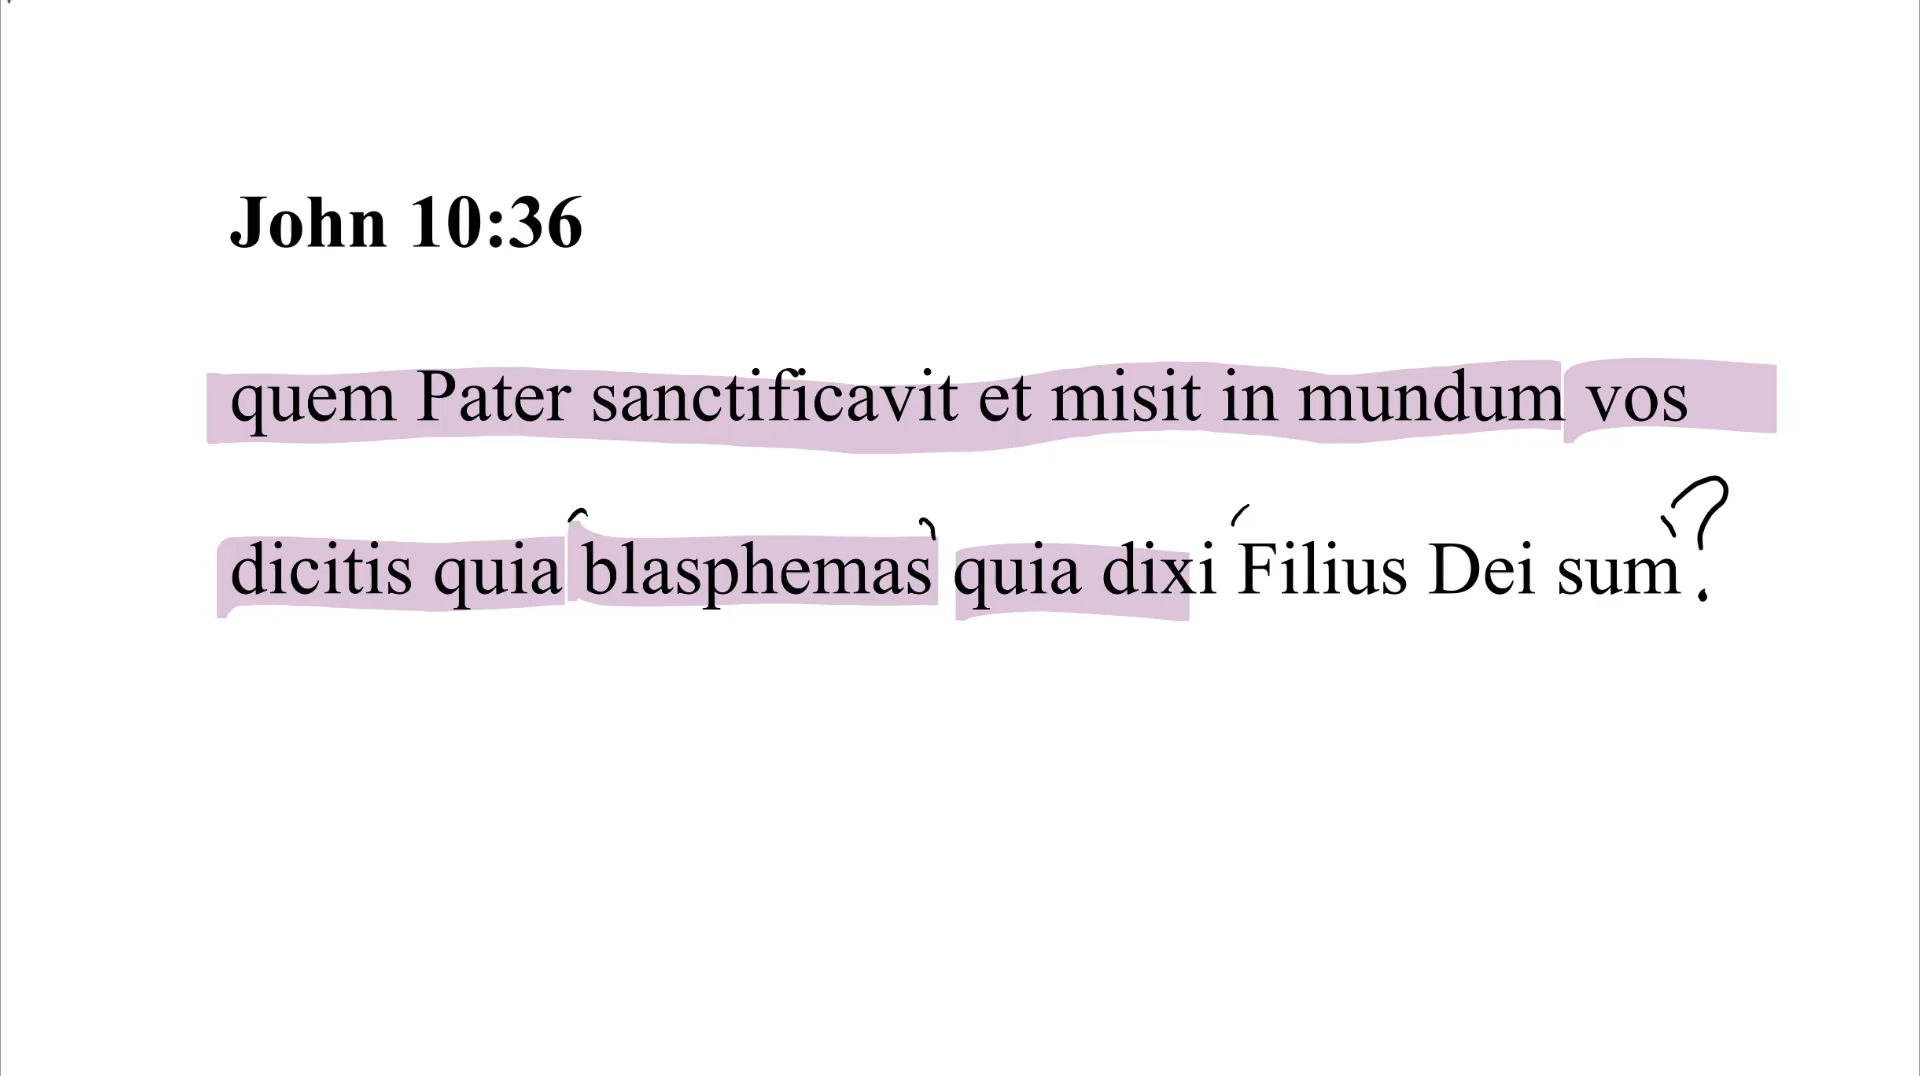 John 10:36
quem Pater sanctificavit et misit in mundum vos
dicitis quia 'blasphemas' quia dixi 'Filius Dei sum'?